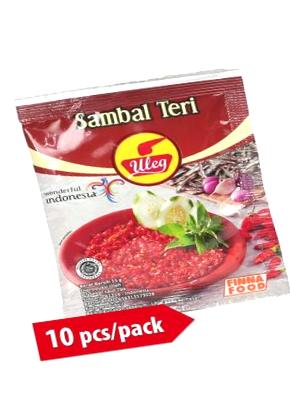 Sambal Teri
Uleg
wonderful
indonesia
FINNA
FOOD
10 pcs/pack